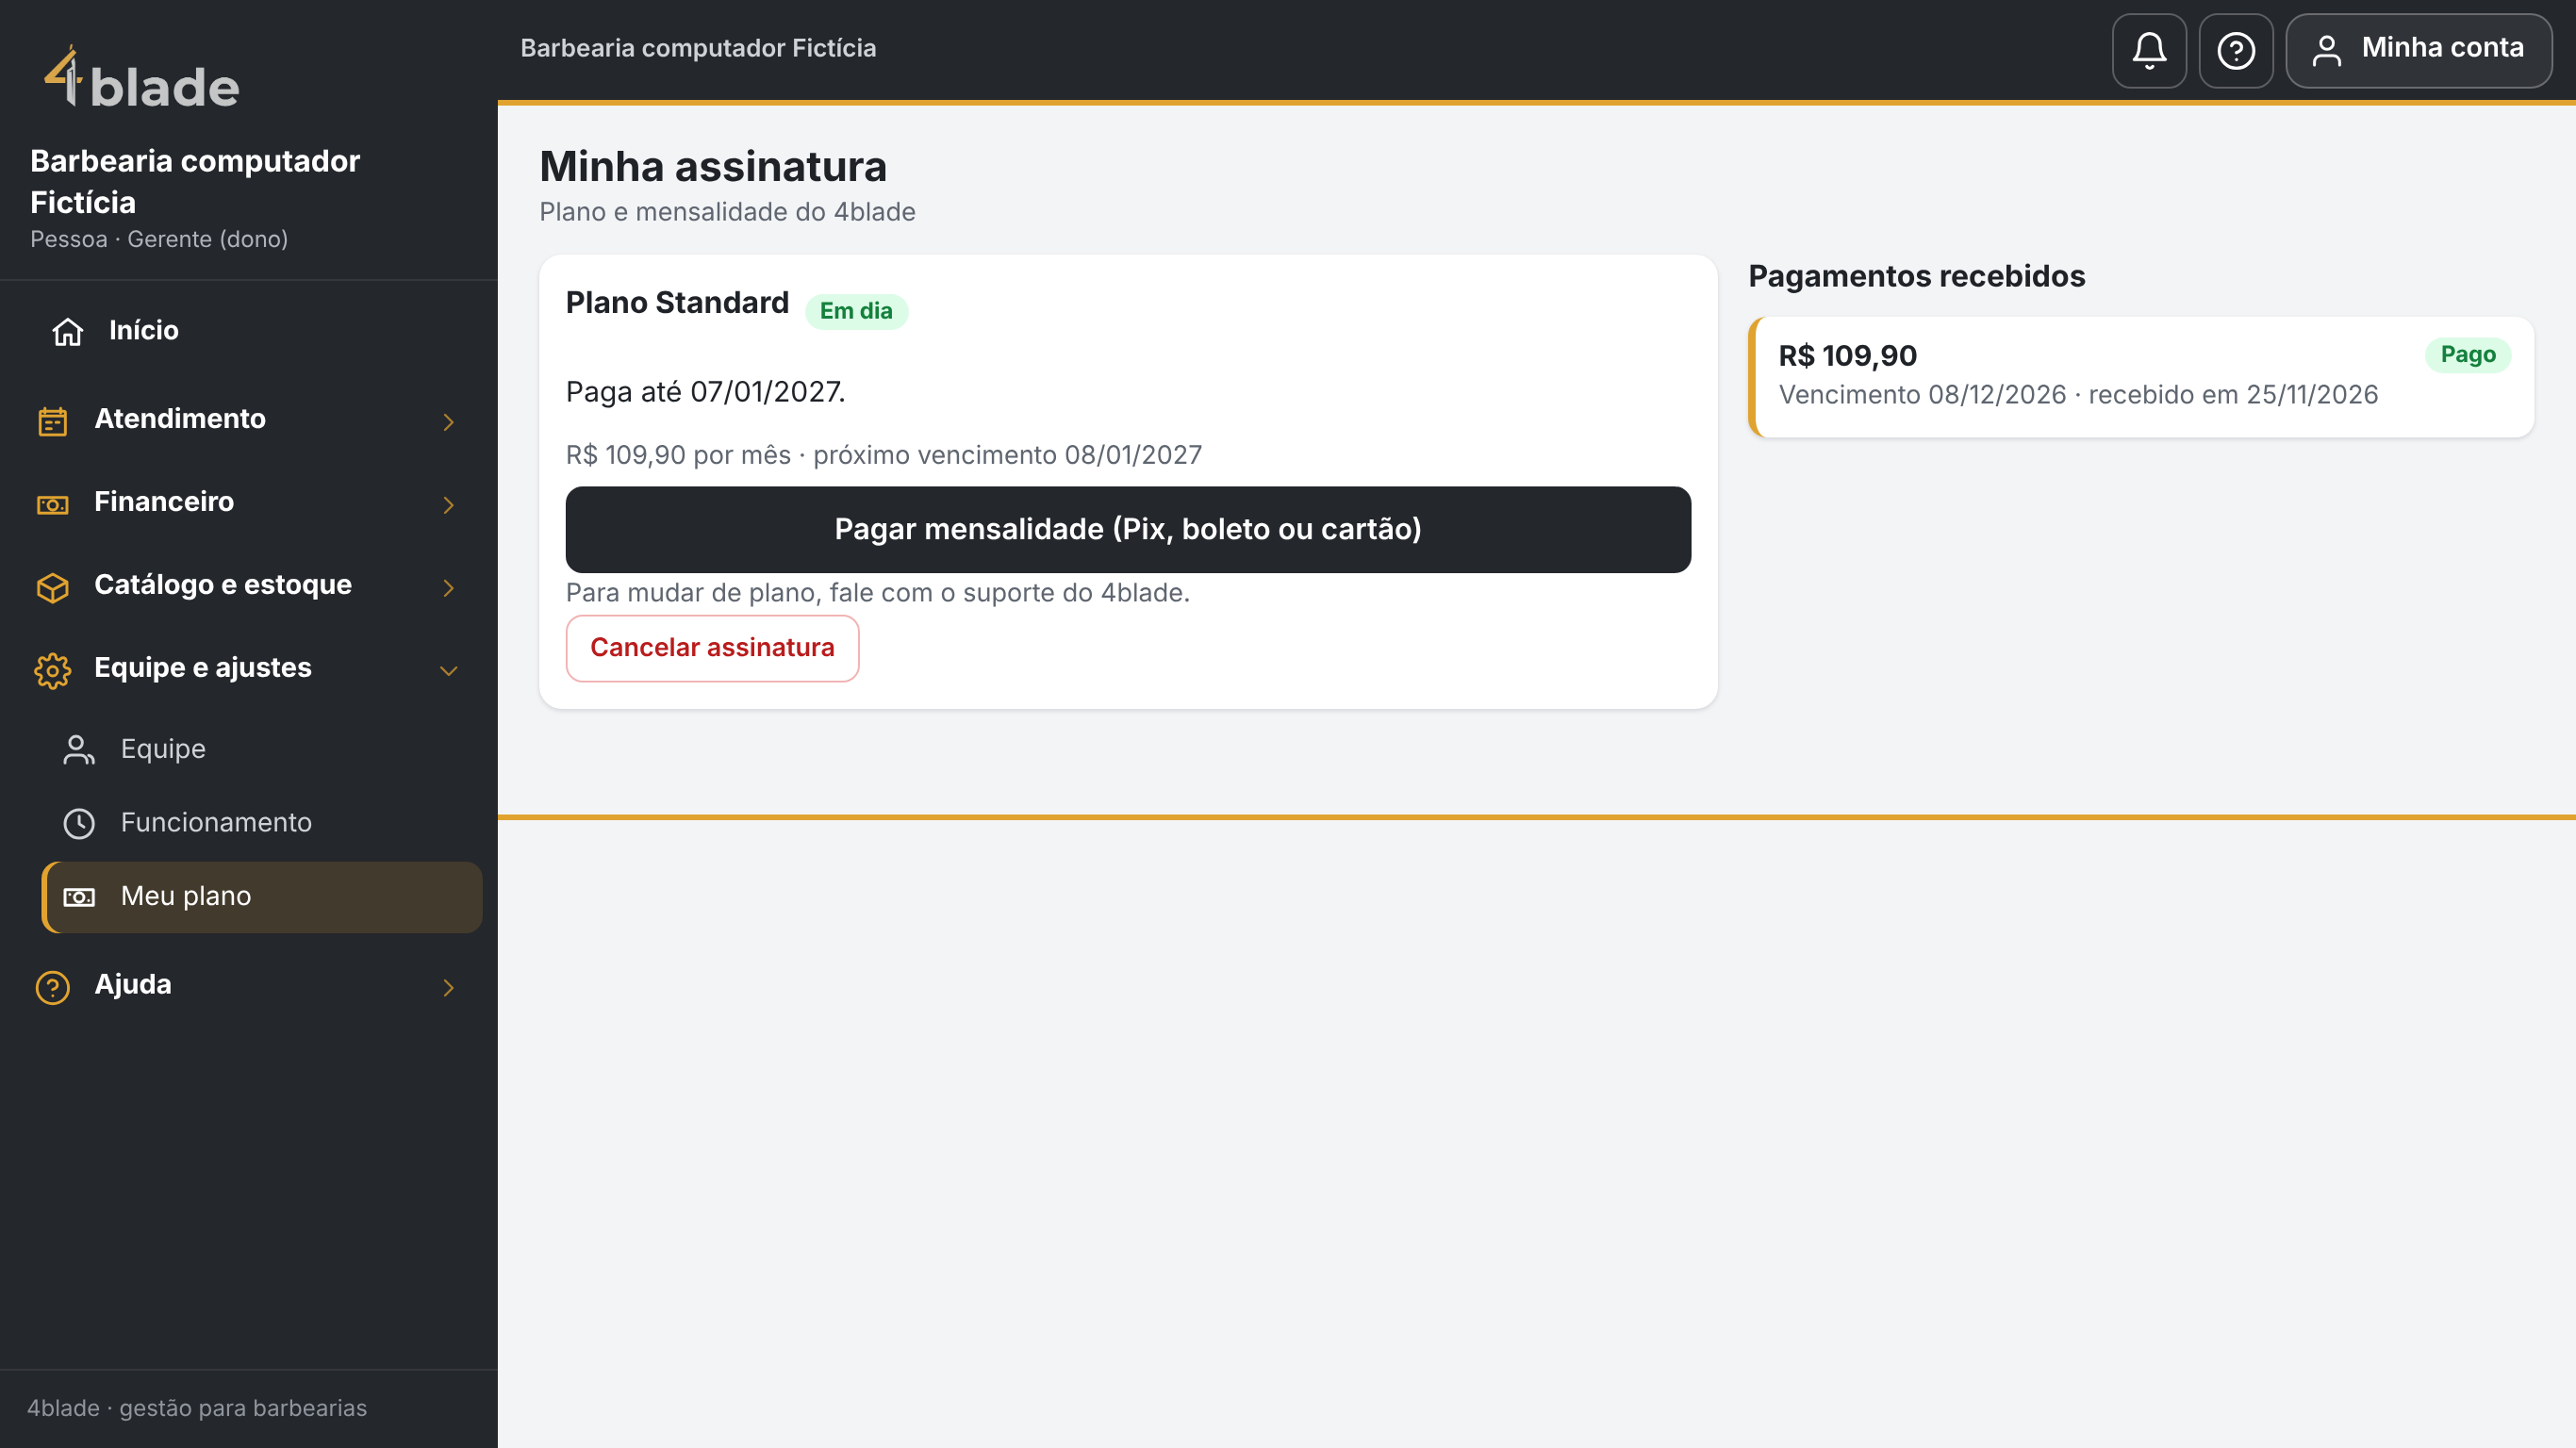 4blade
Barbearia computador
Fictícia
Pessoa · Gerente (dono)
Início
Atendimento
Financeiro
Catálogo e estoque
Equipe e ajustes
Equipe
Funcionamento
Meu plano
Ajuda
4blade · gestão para barbearias
Barbearia computador Fictícia
Minha conta
Minha assinatura
Plano e mensalidade do 4blade
Plano Standard
Em dia
Paga até 07/01/2027.
R$ 109,90 por mês · próximo vencimento 08/01/2027
Pagar mensalidade (Pix, boleto ou cartão)
Para mudar de plano, fale com o suporte do 4blade.
Cancelar assinatura
Pagamentos recebidos
R$ 109,90
Pago
Vencimento 08/12/2026 · recebido em 25/11/2026